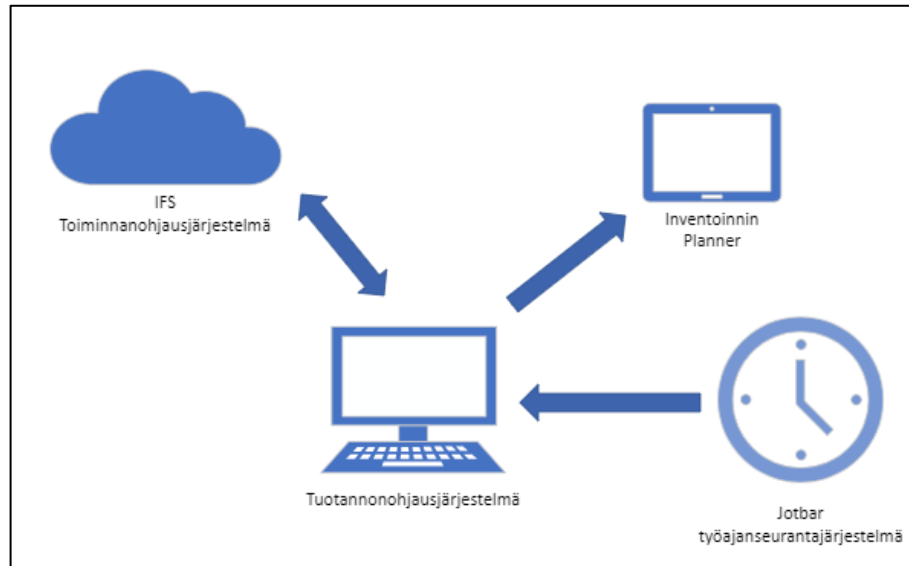 IFS
Toiminnanohjausjärjestelmä
Inventoinnin
Planner
Tuotannonohjausjärjestelmä
Jotbar
työajanseurantajärjestelmä